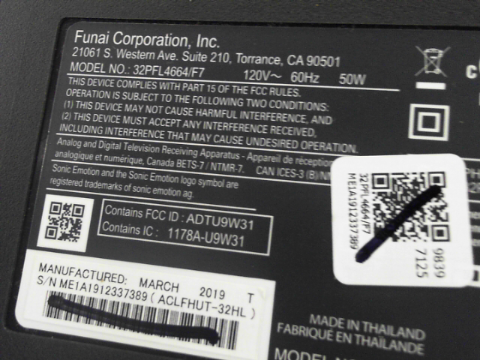 Funai Corporation, Inc.
21061 S. Western Ave. Suite 210, Torrance, CA 90501
MODEL NO.: 32PFL4664/F7 120V~ 60Hz 50W
THIS DEVICE COMPLIES WITH PART 15 OF THE FCC RULES.
OPERATION IS SUBJECT TO THE FOLLOWING TWO CONDITIONS:
(1) THIS DEVICE MAY NOT CAUSE HARMFUL INTERFERENCE, AND
(2) THIS DEVICE MUST ACCEPT ANY INTERFERENCE RECEIVED,
INCLUDING INTERFERENCE THAT MAY CAUSE UNDESIRED OPERATION.
Analog and Digital Television Receiving Apparatus - Appareil de réception
analogique et numérique, Canada BETS-7 / NTMR-7. CAN ICES-3 (B)/
Sonic Emotion and the Sonic Emotion logo symbol are
registered trademarks of sonic emotion ag
Contains FCC ID : ADTU9W31
Contains IC : 1178A-U9W31
32PFL4664/F7
ME1A1912337389
9839
7125
MANUFACTURED: MARCH 2019 T
S/N ME1A1912337389 (ACLFHUT-32HL)
MADE IN THAILAND
FABRIQUÉ EN THAÏLANDE